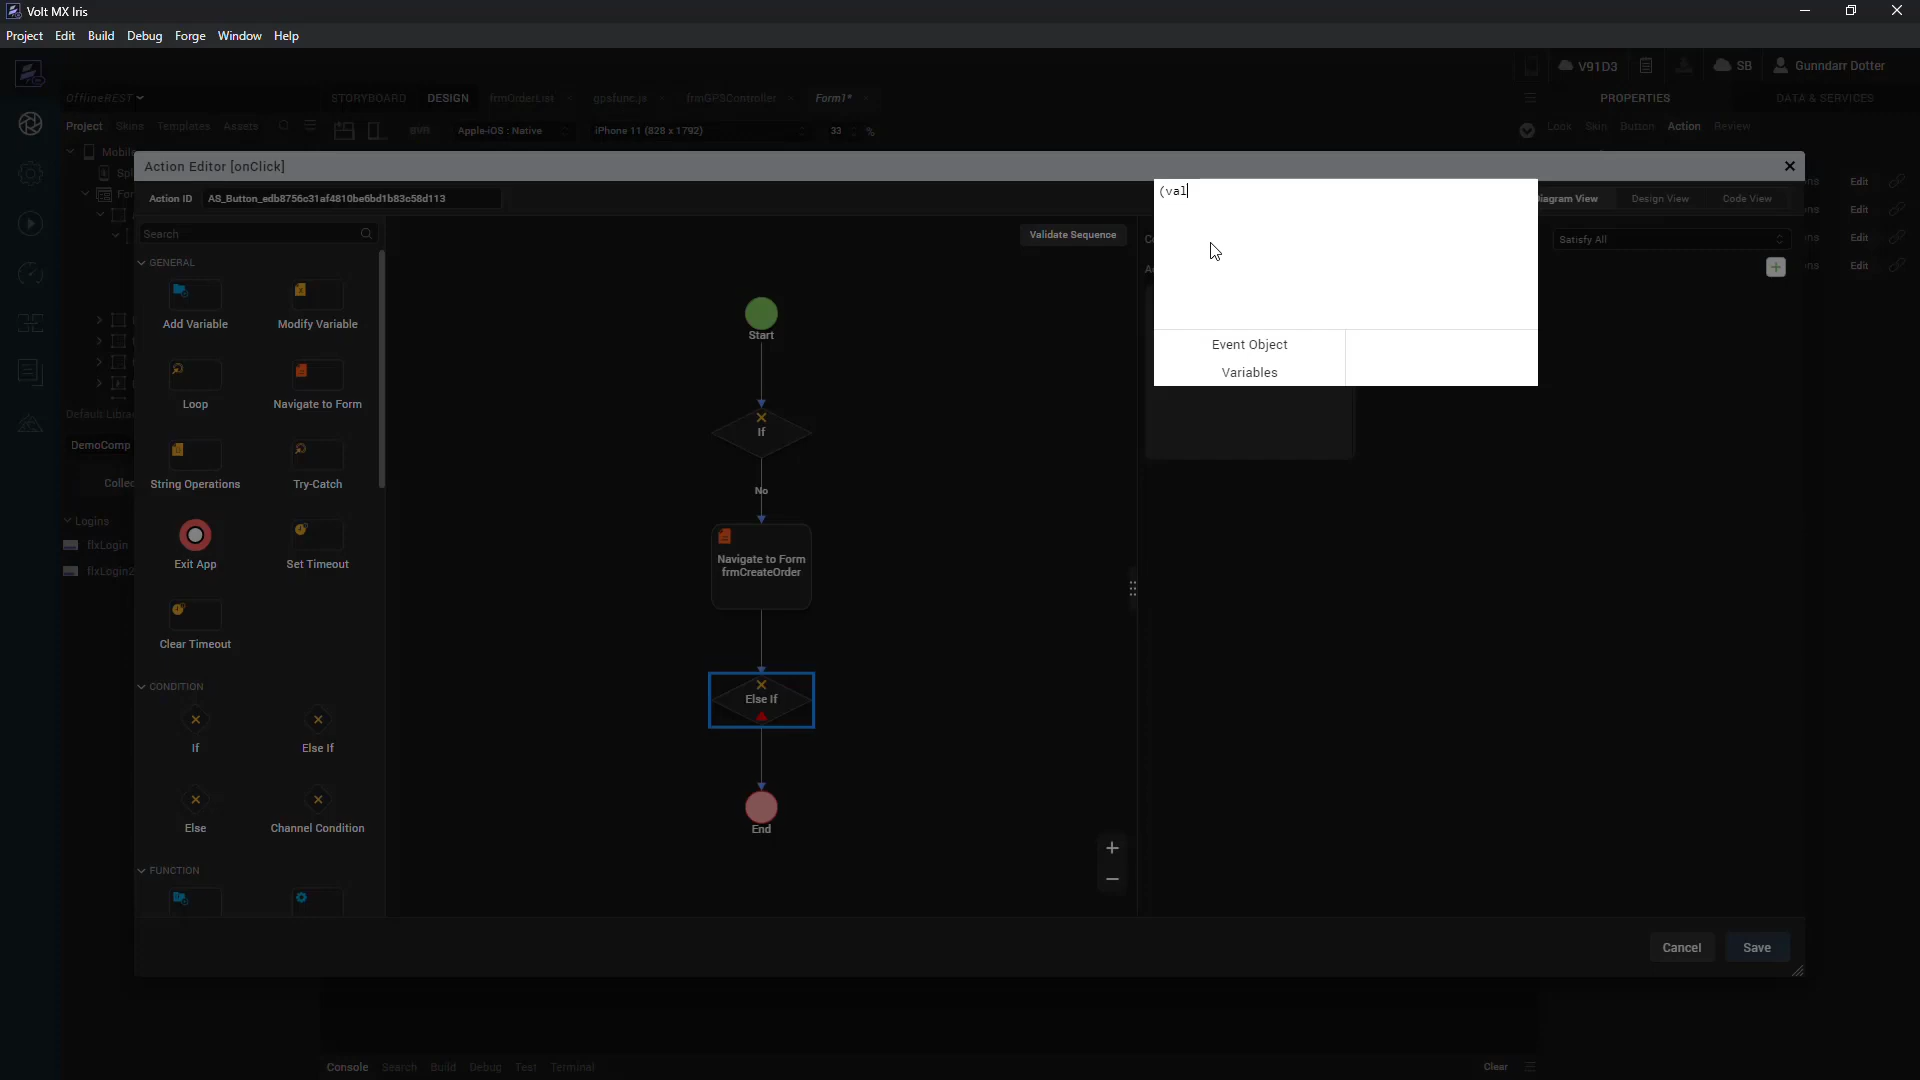 Volt MX Iris
Project Edit Build Debug Forge Window Help
V91D3
SB
Gunndarr Dotter
OfflineREST
STORYBOARD DESIGN frmOrderList gpsfunc.js frmGPSController Form1*
PROPERTIES DATA & SERVICES
Project Skins Templates Assets
Apple-iOS : Native
iPhone 11 (828 x 1792)
33 %
Look Skin Button Action Review
Mobile
Action Editor [onClick]
Action ID AS_Button_edb8756c31af4810be6bd1b83c58d113
(val
Diagram View Design View Code View
Edit
Edit
Edit
Edit
Search
Validate Sequence
Satisfy All
GENERAL
Add Variable
Modify Variable
Loop
Navigate to Form
String Operations
Try-Catch
Exit App
Set Timeout
Clear Timeout
CONDITION
If
Else If
Else
Channel Condition
FUNCTION
Start
If
No
Navigate to Form
frmCreateOrder
Else If
End
Event Object
Variables
Default Libra
DemoComp
Collec
Logins
flxLogin
flxLogin2
Cancel
Save
Console Search Build Debug Test Terminal
Clear